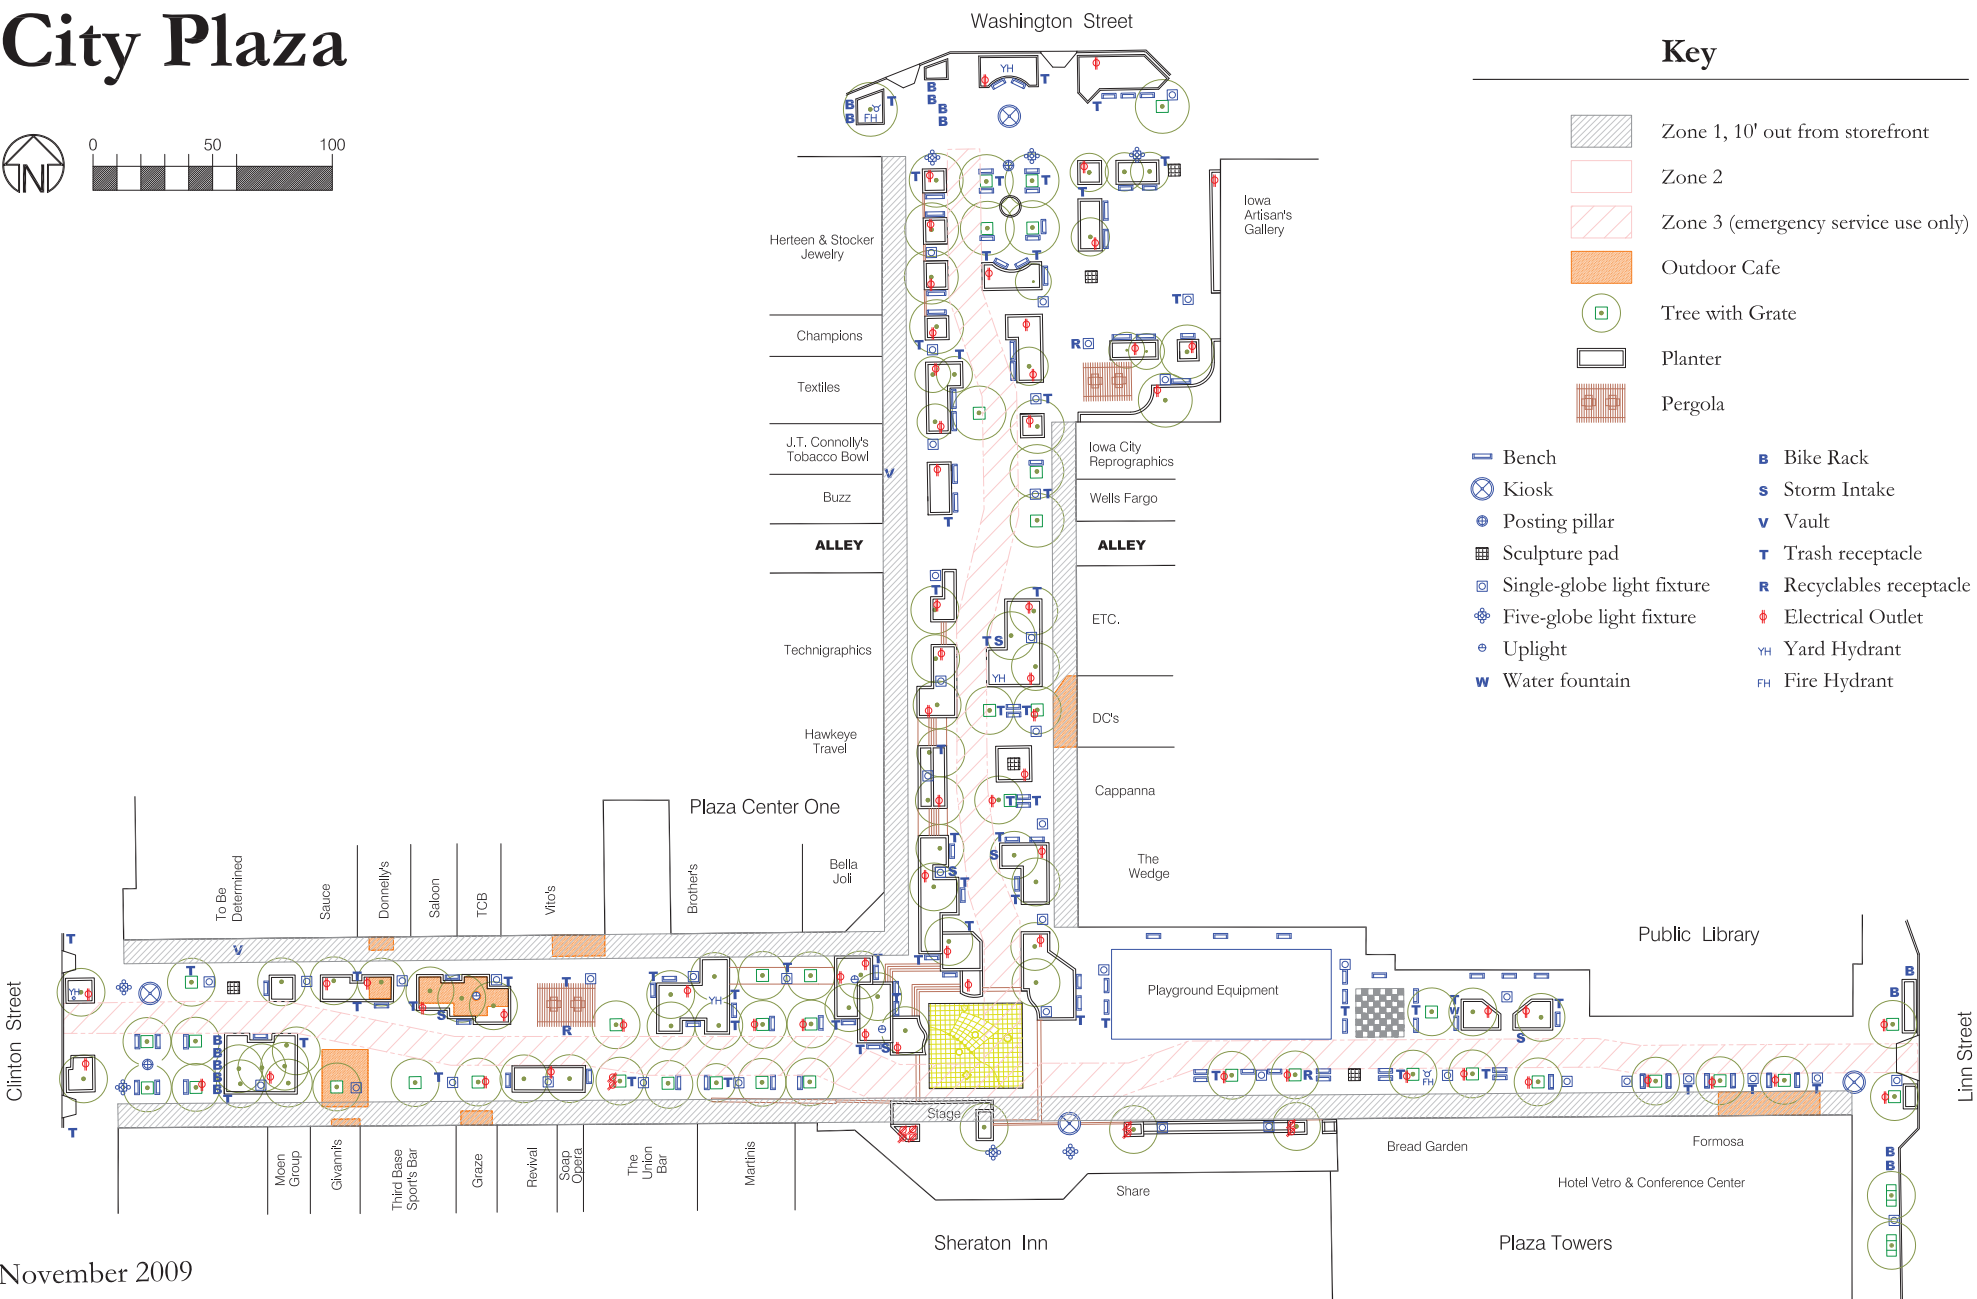 City Plaza
Washington Street
0 50 100
N
Key
Zone 1, 10' out from storefront
Zone 2
Zone 3 (emergency service use only)
Outdoor Cafe
Tree with Grate
Planter
Pergola
Bench
Kiosk
Posting pillar
Sculpture pad
Single-globe light fixture
Five-globe light fixture
Uplight
W Water fountain
B Bike Rack
S Storm Intake
V Vault
T Trash receptacle
R Recyclables receptacle
Electrical Outlet
YH Yard Hydrant
FH Fire Hydrant
Herteen & Stocker
Jewelry
Champions
Textiles
J.T. Connolly's
Tobacco Bowl
Buzz
ALLEY
Technigraphics
Hawkeye
Travel
Plaza Center One
Bella
Joli
Iowa
Artisan's
Gallery
Iowa City
Reprographics
Wells Fargo
ALLEY
ETC.
DC's
Cappanna
The
Wedge
Public Library
Playground Equipment
Clinton Street
Linn Street
To Be
Determined
Sauce
Donnelly's
Saloon
TCB
Vito's
Brother's
Moen
Group
Givanni's
Third Base
Sport's Bar
Graze
Revival
Soap
Opera
The
Union
Bar
Martinis
Stage
Share
Sheraton Inn
Bread Garden
Formosa
Hotel Vetro & Conference Center
Plaza Towers
November 2009